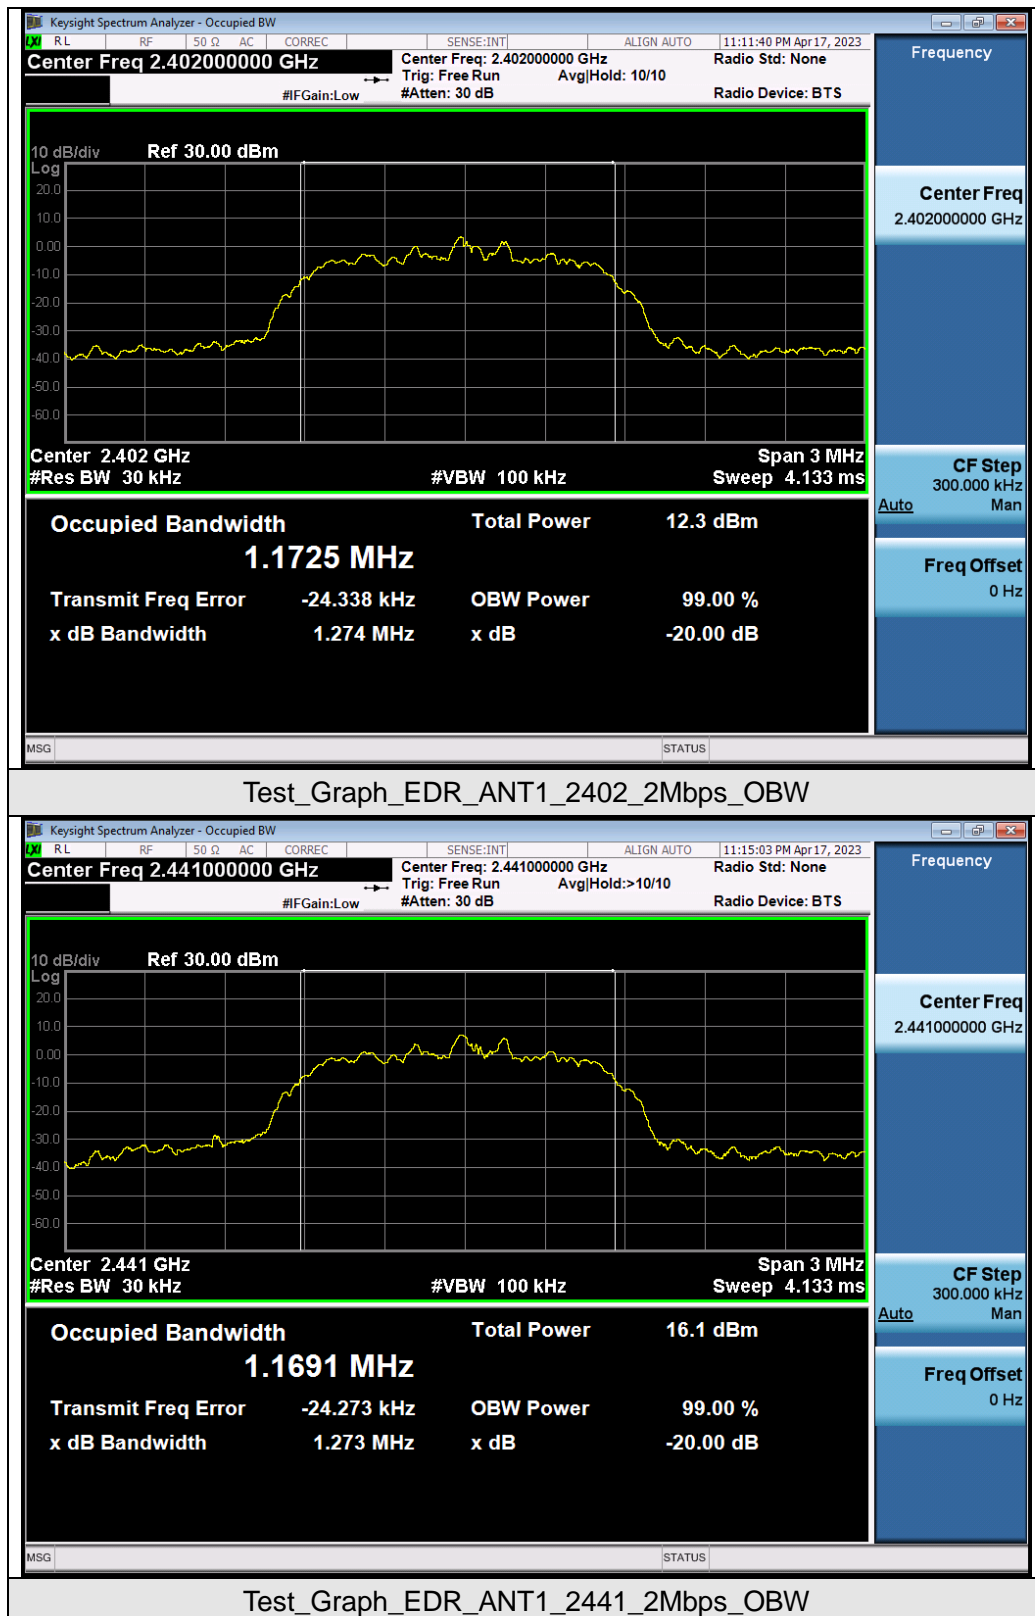 Keysight Spectrum Analyzer - Occupied BW
LXI RL RF 50 Ω AC CORREC SENSE:INT ALIGN AUTO 11:11:40 PM Apr 17, 2023
Center Freq 2.402000000 GHz
Center Freq: 2.402000000 GHz
Radio Std: None
Trig: Free Run Avg|Hold: 10/10
#IFGain:Low
#Atten: 30 dB
Radio Device: BTS
Frequency
10 dB/div Ref 30.00 dBm
Log
20.0
10.0
0.00
-10.0
-20.0
-30.0
-40.0
-50.0
-60.0
Center Freq
2.402000000 GHz
Center 2.402 GHz Span 3 MHz
#Res BW 30 kHz #VBW 100 kHz Sweep 4.133 ms
CF Step
300.000 kHz
Auto Man
Freq Offset
0 Hz
Occupied Bandwidth Total Power 12.3 dBm
1.1725 MHz
Transmit Freq Error -24.338 kHz OBW Power 99.00 %
x dB Bandwidth 1.274 MHz x dB -20.00 dB
MSG STATUS
Test_Graph_EDR_ANT1_2402_2Mbps_OBW
Keysight Spectrum Analyzer - Occupied BW
LXI RL RF 50 Ω AC CORREC SENSE:INT ALIGN AUTO 11:15:03 PM Apr 17, 2023
Center Freq 2.441000000 GHz
Center Freq: 2.441000000 GHz
Radio Std: None
Trig: Free Run Avg|Hold:>10/10
#IFGain:Low
#Atten: 30 dB
Radio Device: BTS
Frequency
10 dB/div Ref 30.00 dBm
Log
20.0
10.0
0.00
-10.0
-20.0
-30.0
-40.0
-50.0
-60.0
Center Freq
2.441000000 GHz
Center 2.441 GHz Span 3 MHz
#Res BW 30 kHz #VBW 100 kHz Sweep 4.133 ms
CF Step
300.000 kHz
Auto Man
Freq Offset
0 Hz
Occupied Bandwidth Total Power 16.1 dBm
1.1691 MHz
Transmit Freq Error -24.273 kHz OBW Power 99.00 %
x dB Bandwidth 1.273 MHz x dB -20.00 dB
MSG STATUS
Test_Graph_EDR_ANT1_2441_2Mbps_OBW